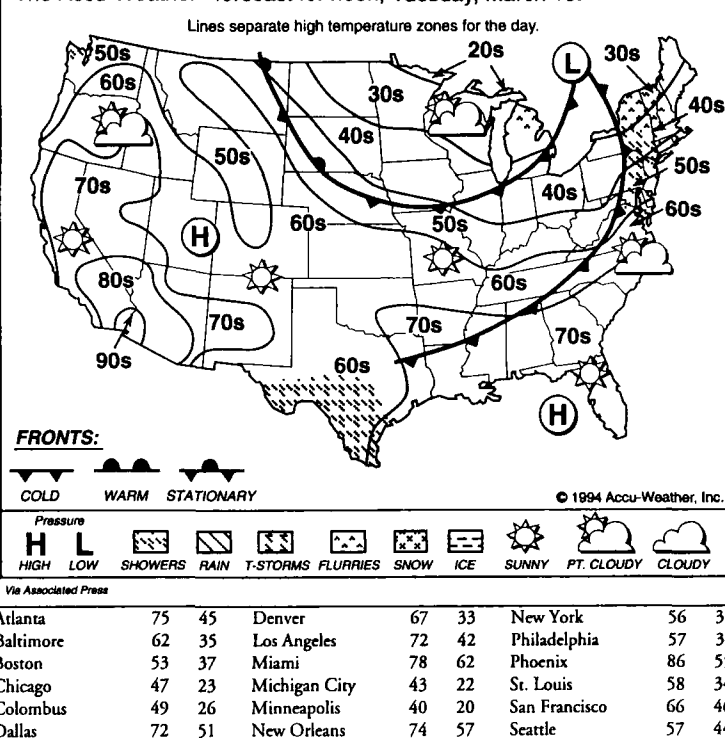 Lines separate high temperature zones for the day.
50s
20s
30s
60s
L
30s
40s
40s
50s
50s
70s
40s
60s
60s
50s
H
80s
60s
70s
70s
70s
90s
60s
H
FRONTS:
COLD WARM STATIONARY
© 1994 Accu-Weather, Inc.
Pressure
H L
HIGH LOW SHOWERS RAIN T-STORMS FLURRIES SNOW ICE SUNNY PT. CLOUDY CLOUDY
Via Associated Press
Atlanta 75 45 Denver 67 33 New York 56
Baltimore 62 35 Los Angeles 72 42 Philadelphia 57
Boston 53 37 Miami 78 62 Phoenix 86
Chicago 47 23 Michigan City 43 22 St. Louis 58
Colombus 49 26 Minneapolis 40 20 San Francisco 66
Dallas 72 51 New Orleans 74 57 Seattle 57